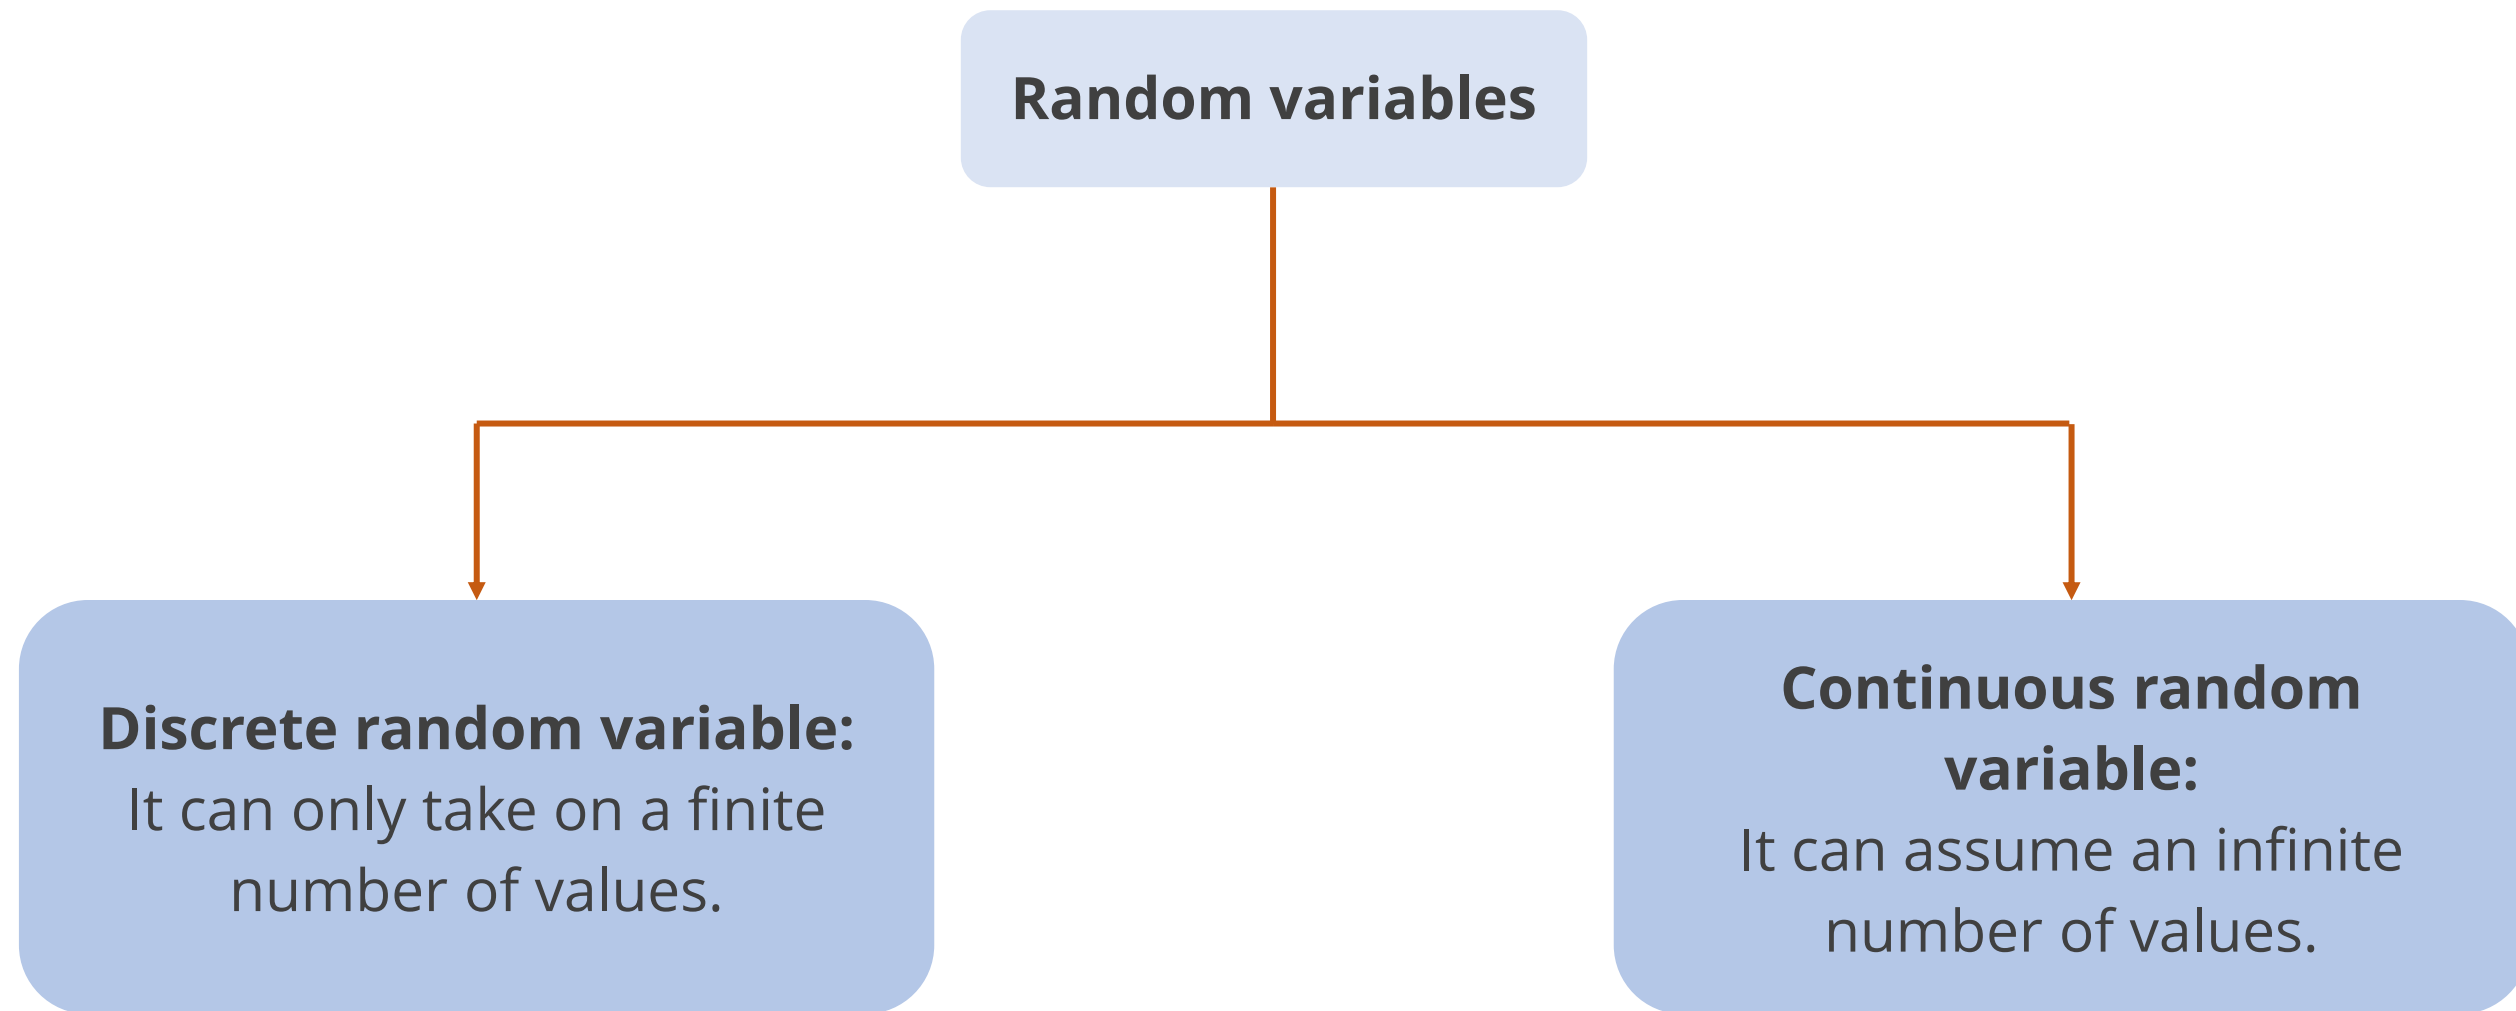 Random variables
Discrete random variable:
It can only take on a finite
number of values.
Continuous random
variable:
It can assume an infinite
number of values.